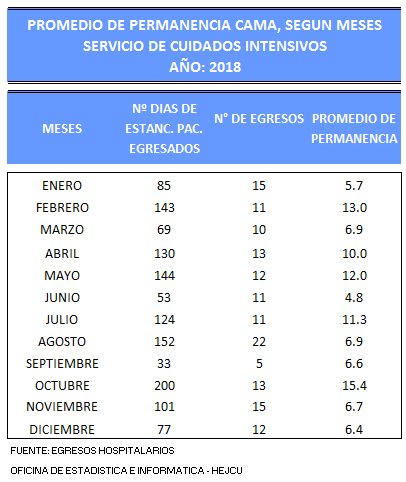 PROMEDIO DE PERMANENCIA CAMA, SEGUN MESES
SERVICIO DE CUIDADOS INTENSIVOS
AÑO: 2018
MESES Nº DIAS DE ESTANC. PAC. EGRESADOS N° DE EGRESOS PROMEDIO DE PERMANENCIA
ENERO 85 15 5.7
FEBRERO 143 11 13.0
MARZO 69 10 6.9
ABRIL 130 13 10.0
MAYO 144 12 12.0
JUNIO 53 11 4.8
JULIO 124 11 11.3
AGOSTO 152 22 6.9
SEPTIEMBRE 33 5 6.6
OCTUBRE 200 13 15.4
NOVIEMBRE 101 15 6.7
DICIEMBRE 77 12 6.4
FUENTE: EGRESOS HOSPITALARIOS
OFICINA DE ESTADISTICA E INFORMATICA - HEJCU